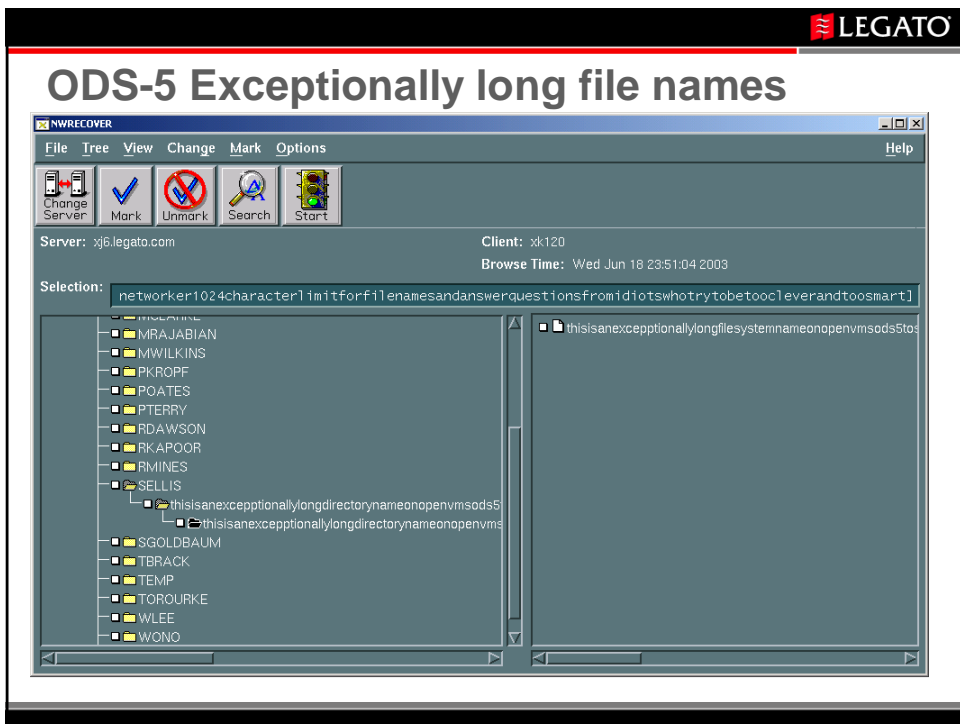 LEGATO
ODS-5 Exceptionally long file names
NWRECOVER
File Tree View Change Mark Options Help
Change Server
Mark
Unmark
Search
Start
Server: xj6.legato.com
Client: xk120
Browse Time: Wed Jun 18 23:51:04 2003
Selection: networker1024characterlimitforfilenamesandanswerquestionsfromidiotswhotrytobetoocleverandtoosmart]
MRAJABIAN
MWILKINS
PKROPF
POATES
PTERRY
RDAWSON
RKAPOOR
RMINES
SELLIS
thisisanexcepptionallylongdirectorynameonopenvmsods5
thisisanexcepptionallylongdirectorynameonopenvms
SGOLDBAUM
TBRACK
TEMP
TOROURKE
WLEE
WONO
thisisanexcepptionallylongfilesystemnameonopenvmsods5tos